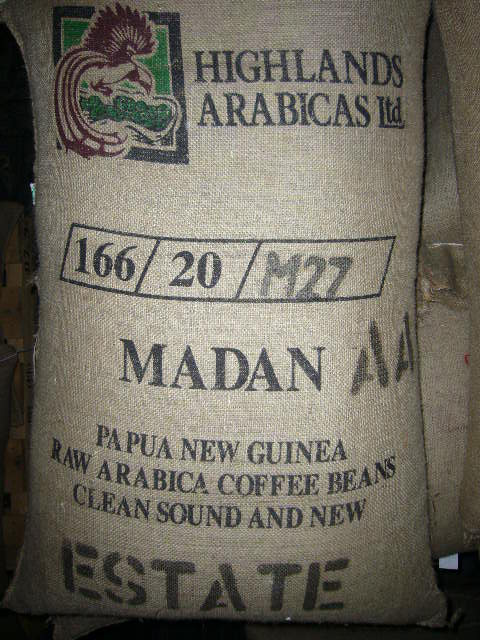 HIGHLANDS
ARABICAS Ltd
166/20/M27
MADAN AA
PAPUA NEW GUINEA
RAW ARABICA COFFEE BEANS
CLEAN SOUND AND NEW
ESTATE